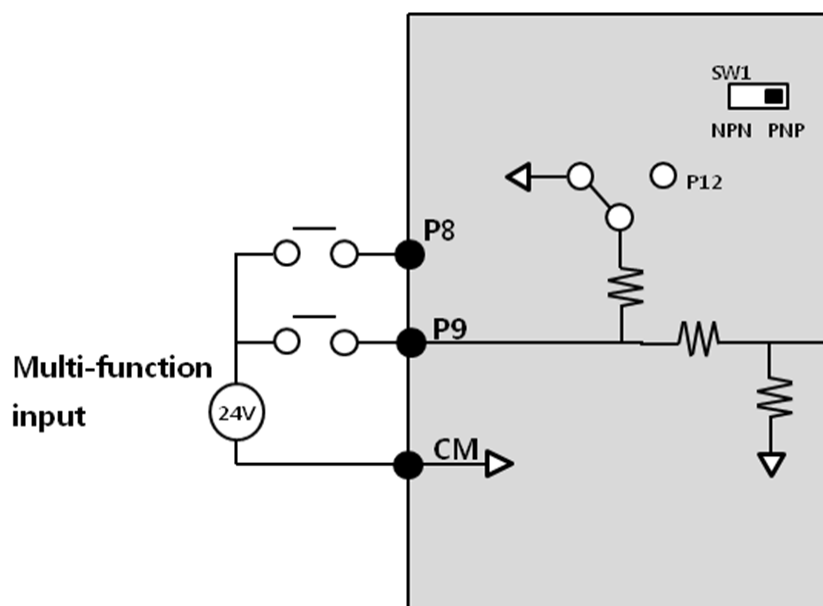 SW1
NPN PNP
P12
P8
P9
Multi-function
input
24V
CM